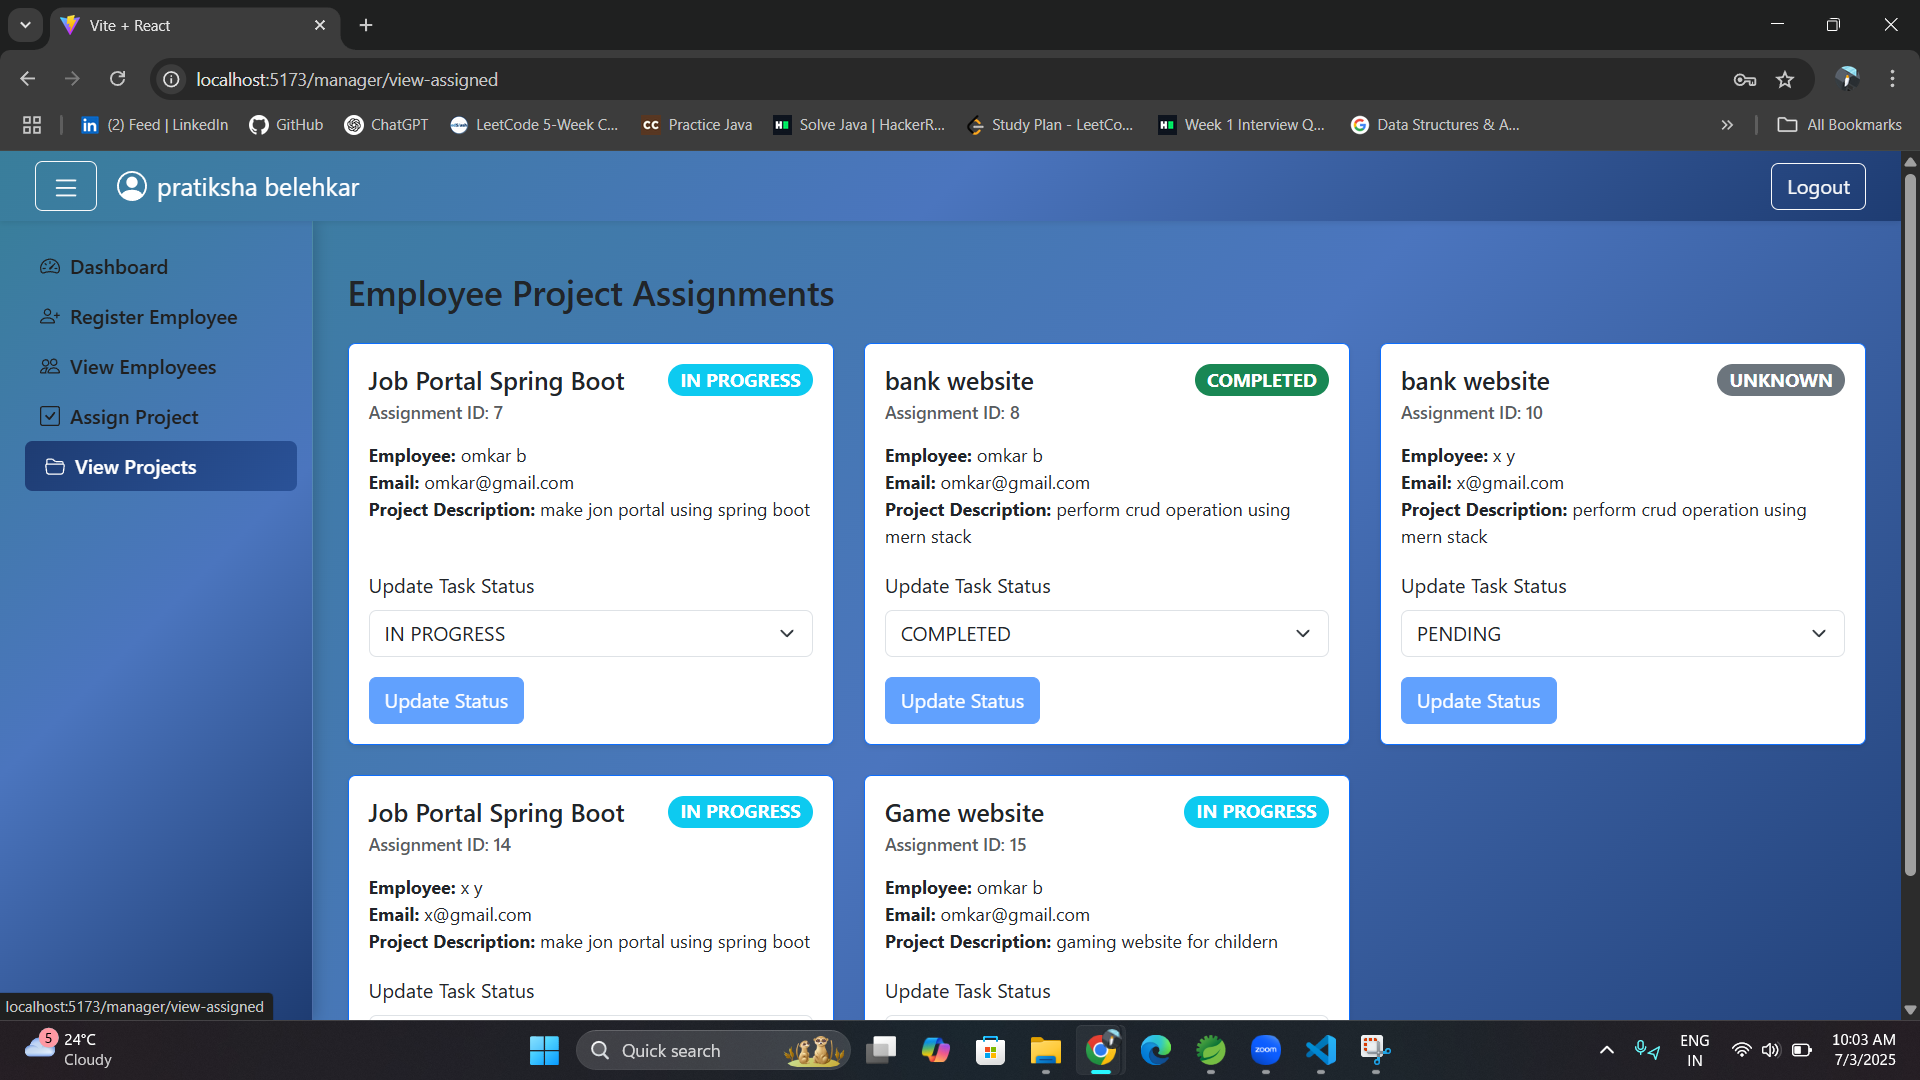 Vite + React
localhost:5173/manager/view-assigned
(2) Feed | LinkedIn
GitHub
ChatGPT
LeetCode 5-Week C...
CC Practice Java
Solve Java | HackerR...
Study Plan - LeetCo...
Week 1 Interview Q...
Data Structures & A...
All Bookmarks
pratiksha belehkar
Logout
Dashboard
Register Employee
View Employees
Assign Project
View Projects
Employee Project Assignments
Job Portal Spring Boot
IN PROGRESS
Assignment ID: 7
Employee: omkar b
Email: omkar@gmail.com
Project Description: make jon portal using spring boot
Update Task Status
IN PROGRESS
Update Status
bank website
COMPLETED
Assignment ID: 8
Employee: omkar b
Email: omkar@gmail.com
Project Description: perform crud operation using
mern stack
Update Task Status
COMPLETED
Update Status
bank website
UNKNOWN
Assignment ID: 10
Employee: x y
Email: x@gmail.com
Project Description: perform crud operation using
mern stack
Update Task Status
PENDING
Update Status
Job Portal Spring Boot
IN PROGRESS
Assignment ID: 14
Employee: x y
Email: x@gmail.com
Project Description: make jon portal using spring boot
Update Task Status
Game website
IN PROGRESS
Assignment ID: 15
Employee: omkar b
Email: omkar@gmail.com
Project Description: gaming website for childern
Update Task Status
localhost:5173/manager/view-assigned
5
24°C
Cloudy
Quick search
zoom
ENG
IN
10:03 AM
7/3/2025